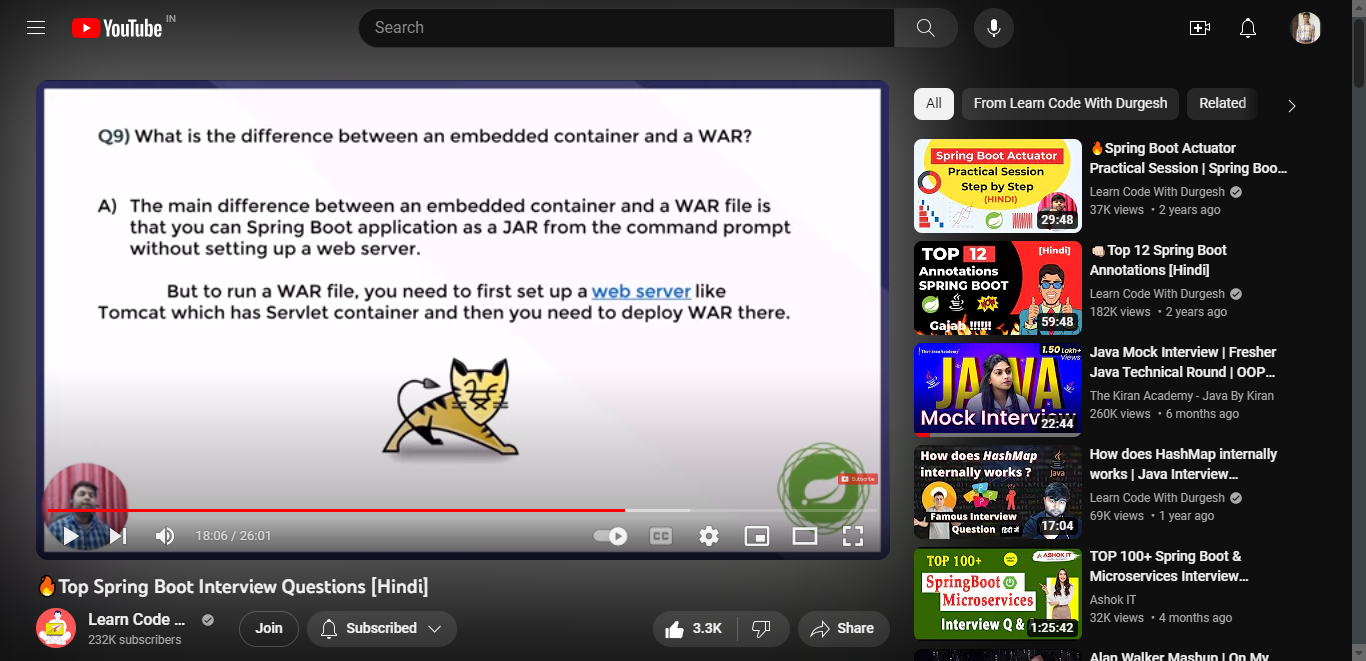 YouTube IN
Search
Q9) What is the difference between an embedded container and a WAR?
A) The main difference between an embedded container and a WAR file is
that you can Spring Boot application as a JAR from the command prompt
without setting up a web server.
But to run a WAR file, you need to first set up a web server like
Tomcat which has Servlet container and then you need to deploy WAR there.
Subscribe
18:06 / 26:01
CC
🔥Top Spring Boot Interview Questions [Hindi]
Learn Code ...
232K subscribers
Join
Subscribed
3.3K
Share
All
From Learn Code With Durgesh
Related
Spring Boot Actuator
Practical Session
Step by Step
(HINDI)
29:48
🔥Spring Boot Actuator
Practical Session | Spring Boo...
Learn Code With Durgesh
37K views • 2 years ago
TOP 12
[Hindi]
Annotations
SPRING BOOT
Gajab !!!!!!
59:48
👊🏻Top 12 Spring Boot
Annotations [Hindi]
Learn Code With Durgesh
182K views • 2 years ago
1.50 Lakh+
Views
JAVA
Mock Interview
22:44
Java Mock Interview | Fresher
Java Technical Round | OOP...
The Kiran Academy - Java By Kiran
260K views • 6 months ago
How does HashMap
internally works ?
Java
Famous Interview
Question
17:04
How does HashMap internally
works | Java Interview...
Learn Code With Durgesh
69K views • 1 year ago
TOP 100+
ASHOK IT
SpringBoot
Microservices
Interview Q &
1:25:42
TOP 100+ Spring Boot &
Microservices Interview...
Ashok IT
32K views • 4 months ago
Alan Walker Mashup | On My